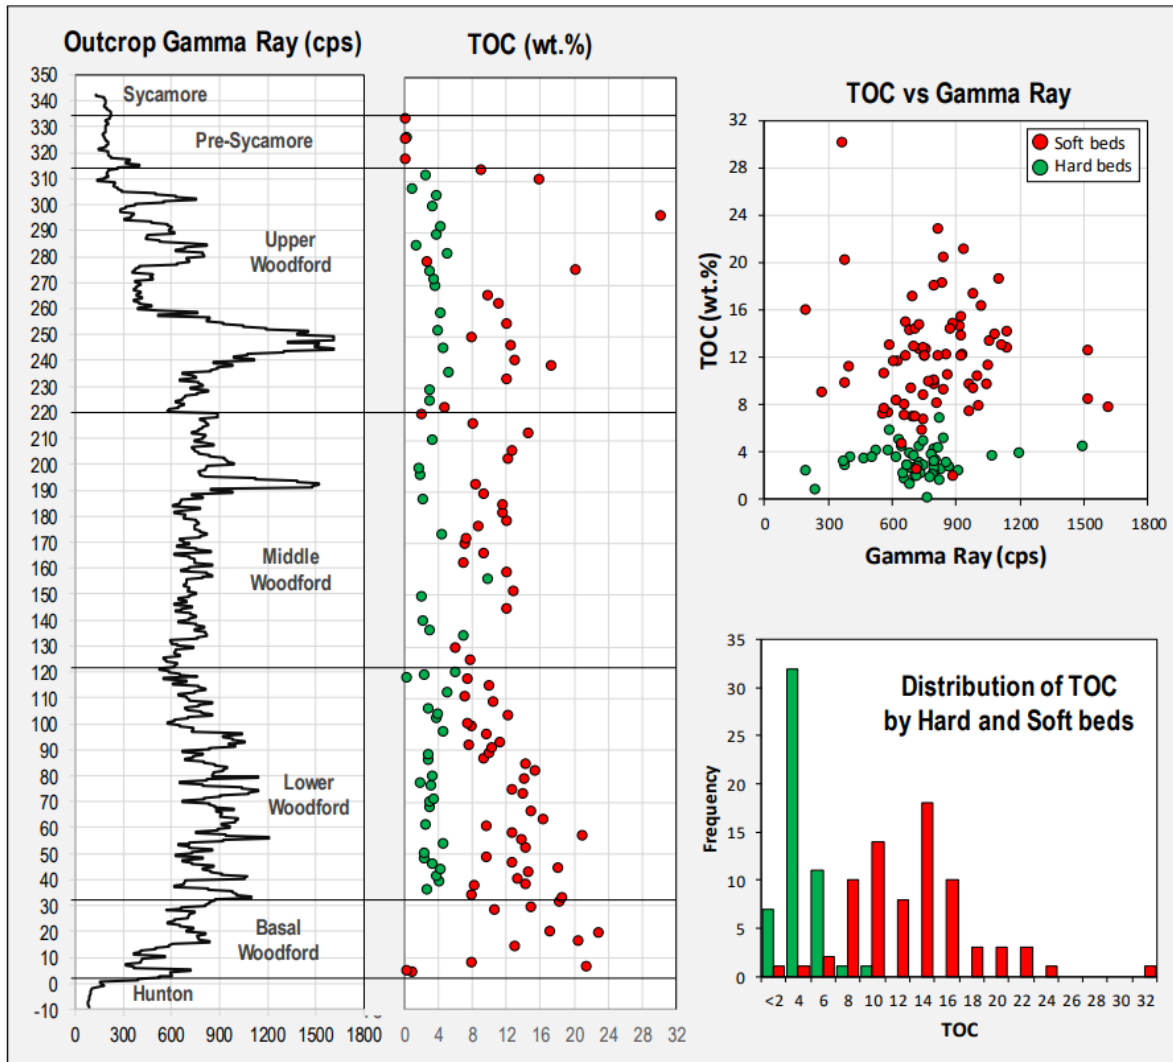 Outcrop Gamma Ray (cps)
TOC (wt.%)
350
340
330
320
310
300
290
280
270
260
250
240
230
220
210
200
190
180
170
160
150
140
130
120
110
100
90
80
70
60
50
40
30
20
10
0
-10
Sycamore
Pre-Sycamore
Upper
Woodford
Middle
Woodford
Lower
Woodford
Basal
Woodford
Hunton
0 300 600 900 1200 1500 1800
0 4 8 12 16 20 24 28 32
TOC vs Gamma Ray
Soft beds
Hard beds
TOC (wt.%)
32
28
24
20
16
12
8
4
0
0 300 600 900 1200 1500 1800
Gamma Ray (cps)
Distribution of TOC
by Hard and Soft beds
Frequency
35
30
25
20
15
10
5
0
<2 4 6 8 10 12 14 16 18 20 22 24 26 30 32
TOC